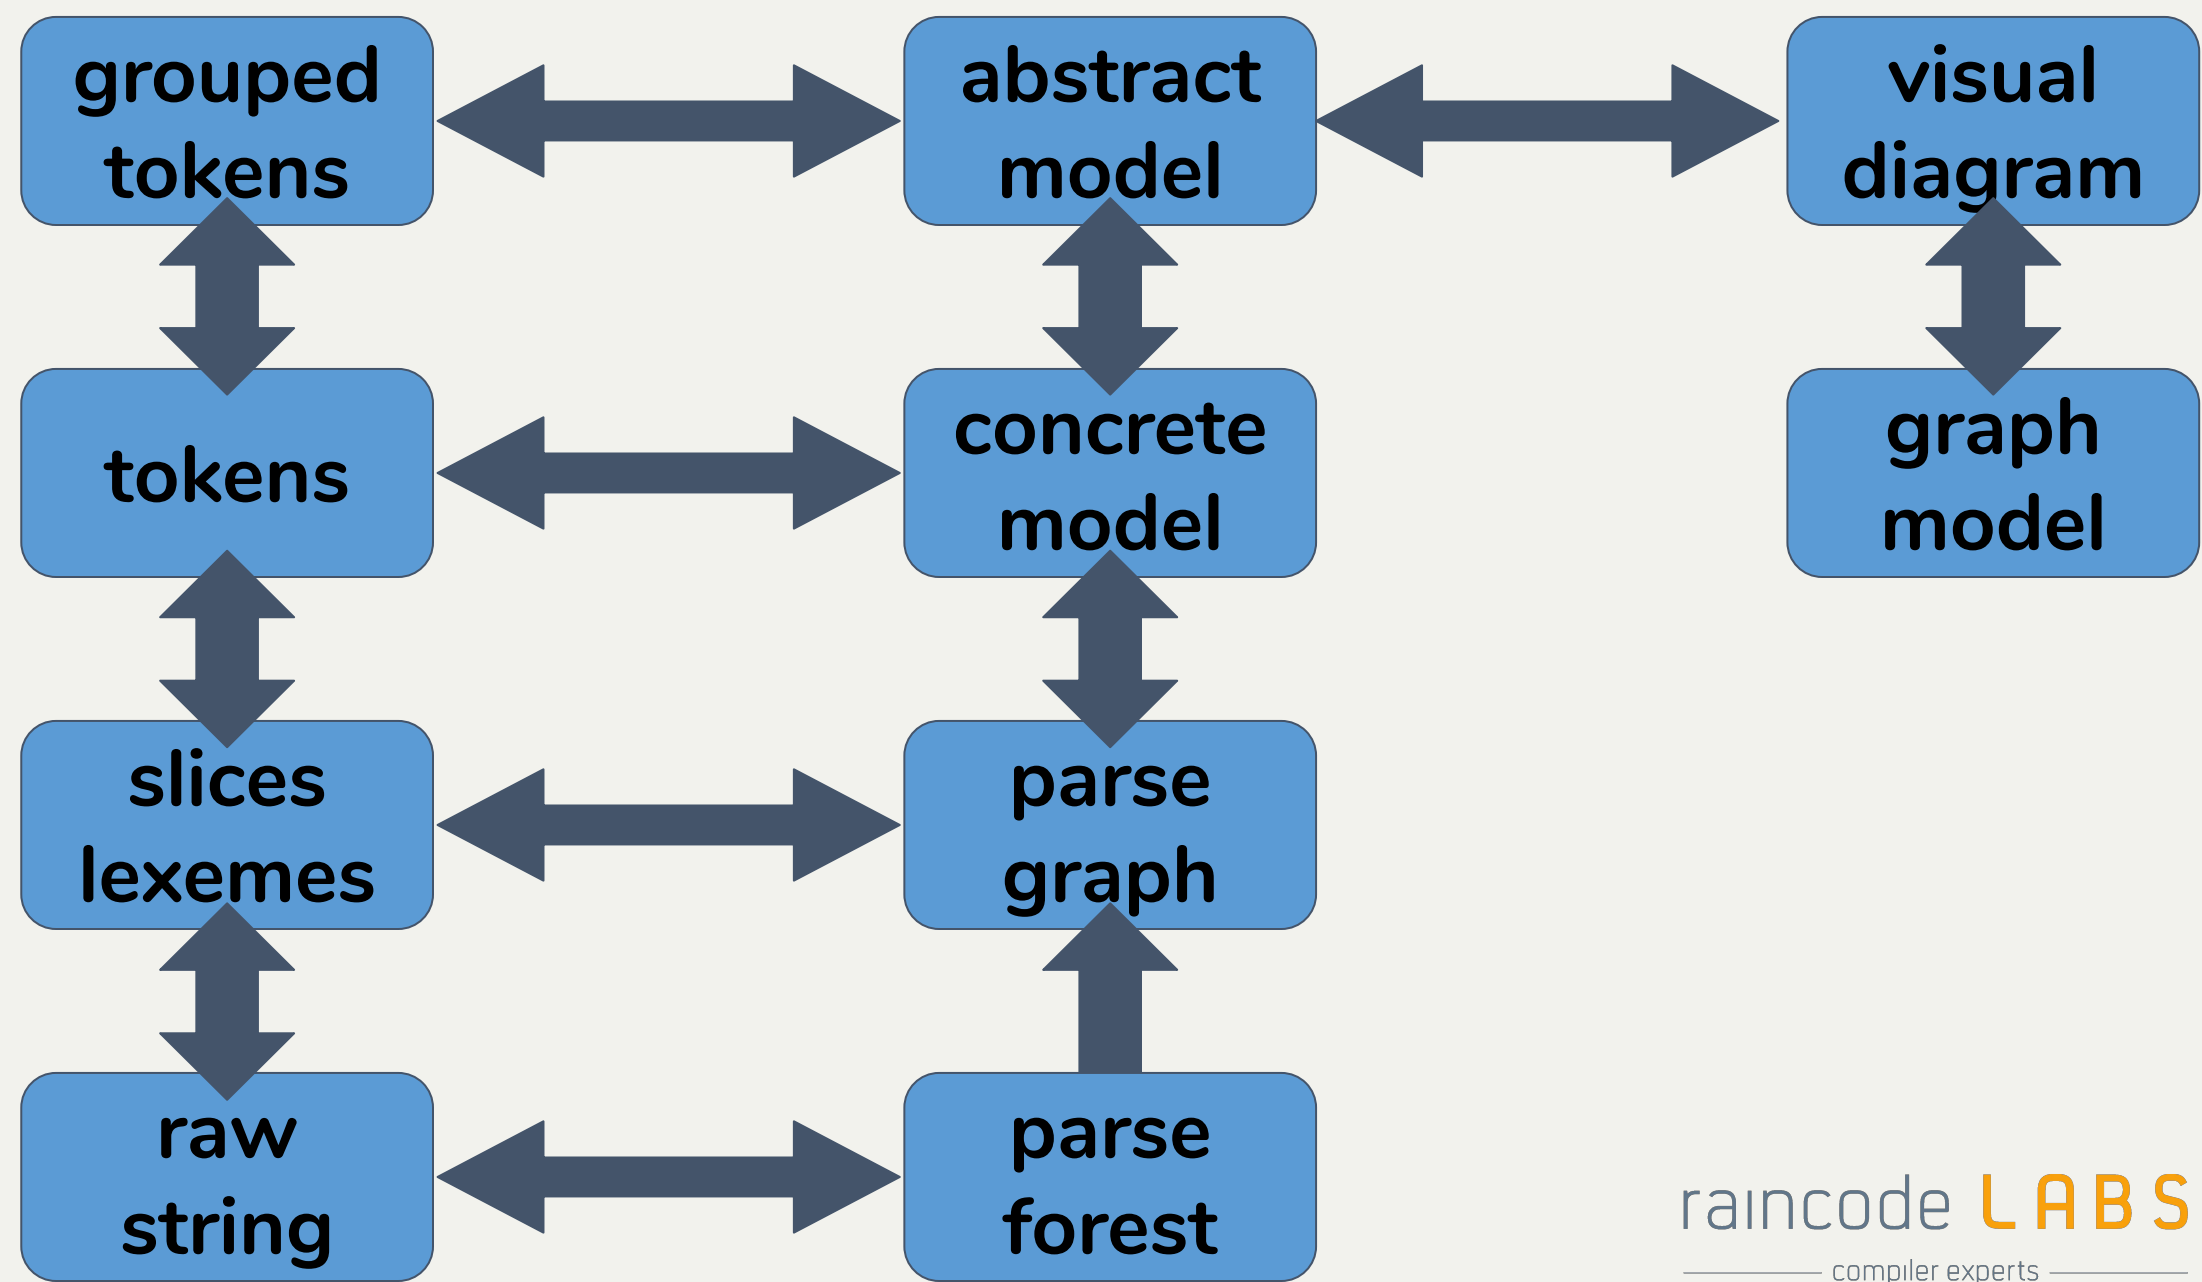 grouped
tokens
abstract
model
visual
diagram
tokens
concrete
model
graph
model
slices
lexemes
parse
graph
raw
string
parse
forest
raincode LABS
compiler experts